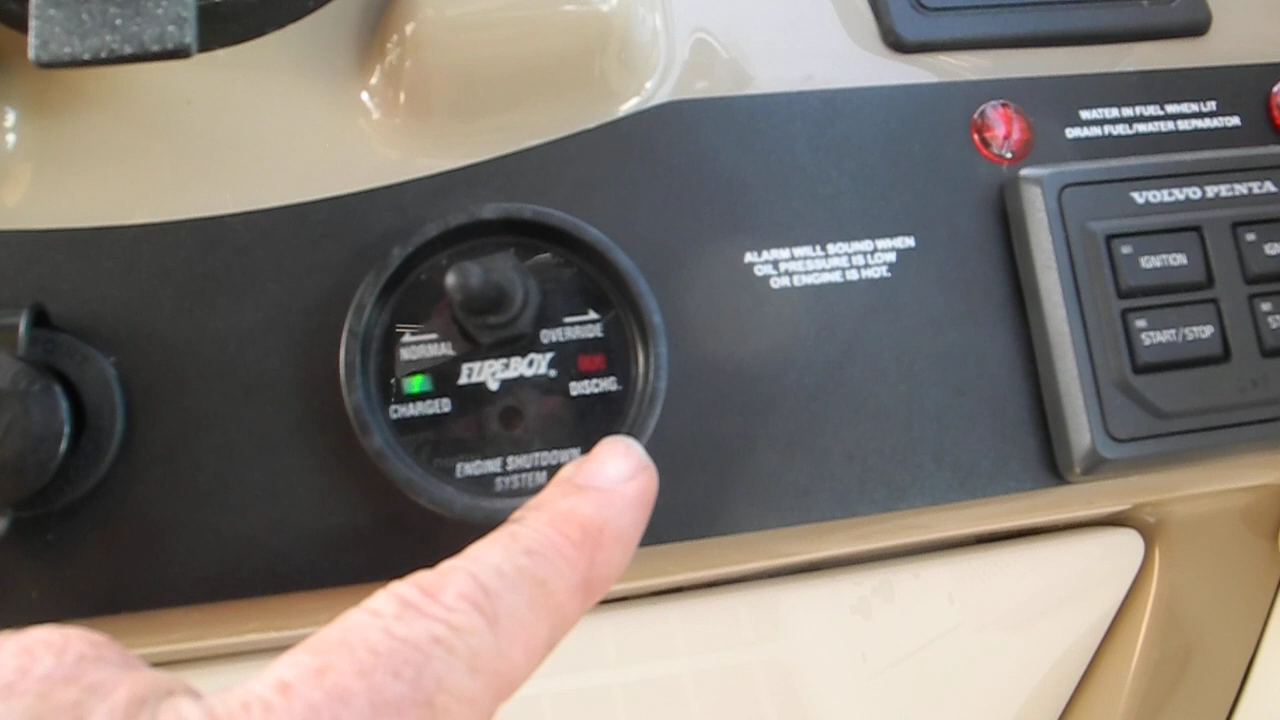 WATER IN FUEL WHEN LIT
DRAIN FUEL/WATER SEPARATOR
VOLVO PENTA
IGNITION
START/STOP
ALARM WILL SOUND WHEN
OIL PRESSURE IS LOW
OR ENGINE IS HOT.
NORMAL
OVERRIDE
FIREBOY
CHARGED
DISCHG.
ENGINE SHUTDOWN
SYSTEM